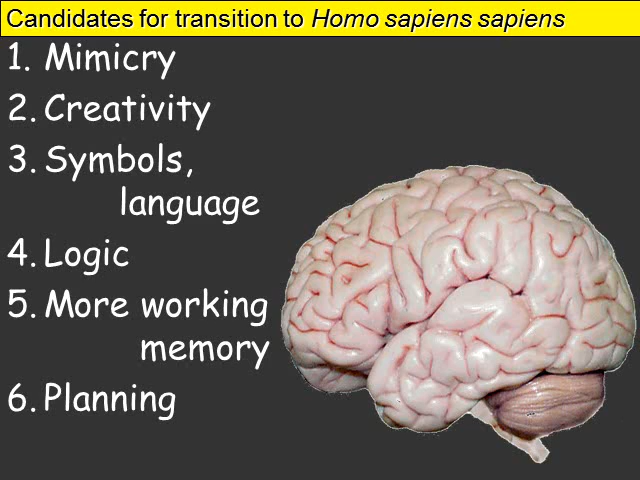 Candidates for transition to Homo sapiens sapiens
1. Mimicry
2. Creativity
3. Symbols,
language
4. Logic
5. More working
memory
6. Planning